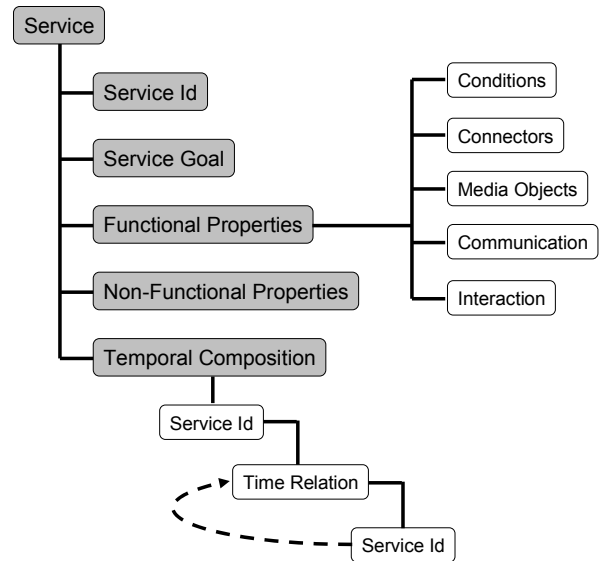 Service
Service Id
Service Goal
Functional Properties
Non-Functional Properties
Temporal Composition
Conditions
Connectors
Media Objects
Communication
Interaction
Service Id
Time Relation
Service Id